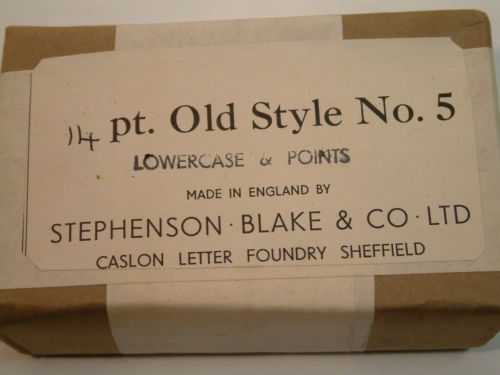 14 pt. Old Style No. 5
LOWERCASE & POINTS
MADE IN ENGLAND BY
STEPHENSON · BLAKE & CO · LTD
CASLON LETTER FOUNDRY SHEFFIELD